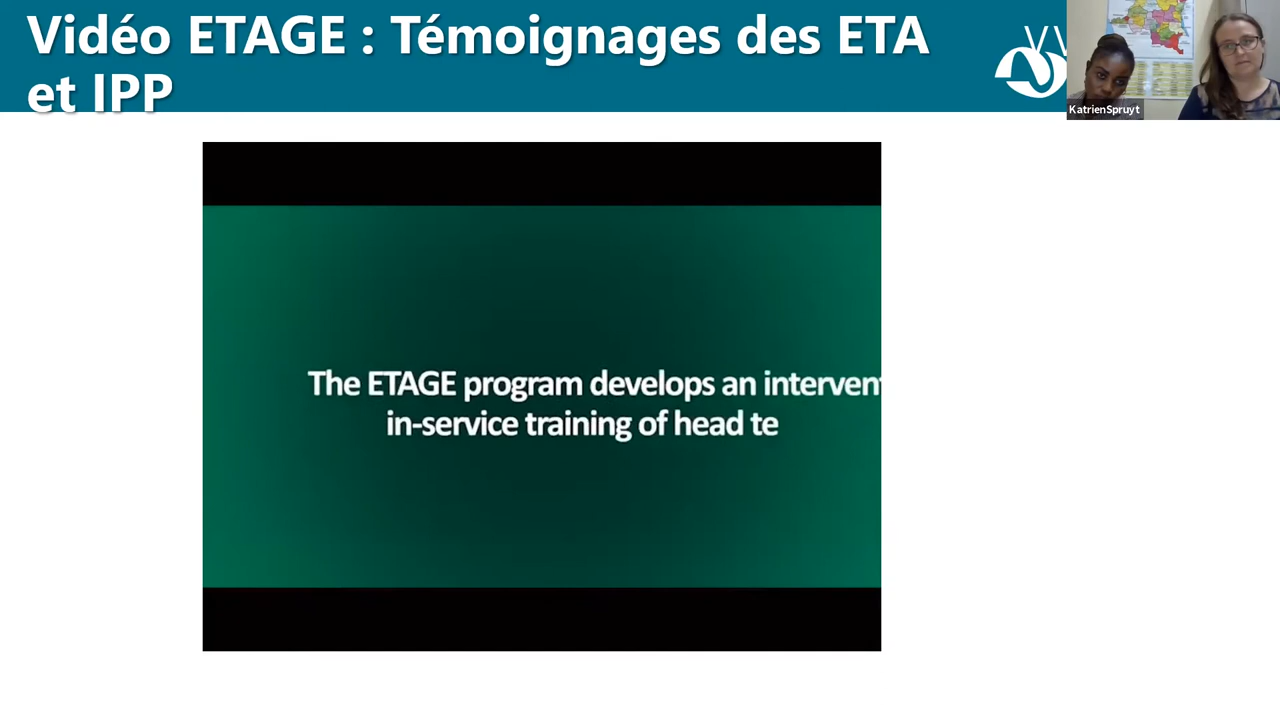 Vidéo ETAGE : Témoignages des ETA
et IPP
KatrienSpruyt
The ETAGE program develops an interven
in-service training of head te